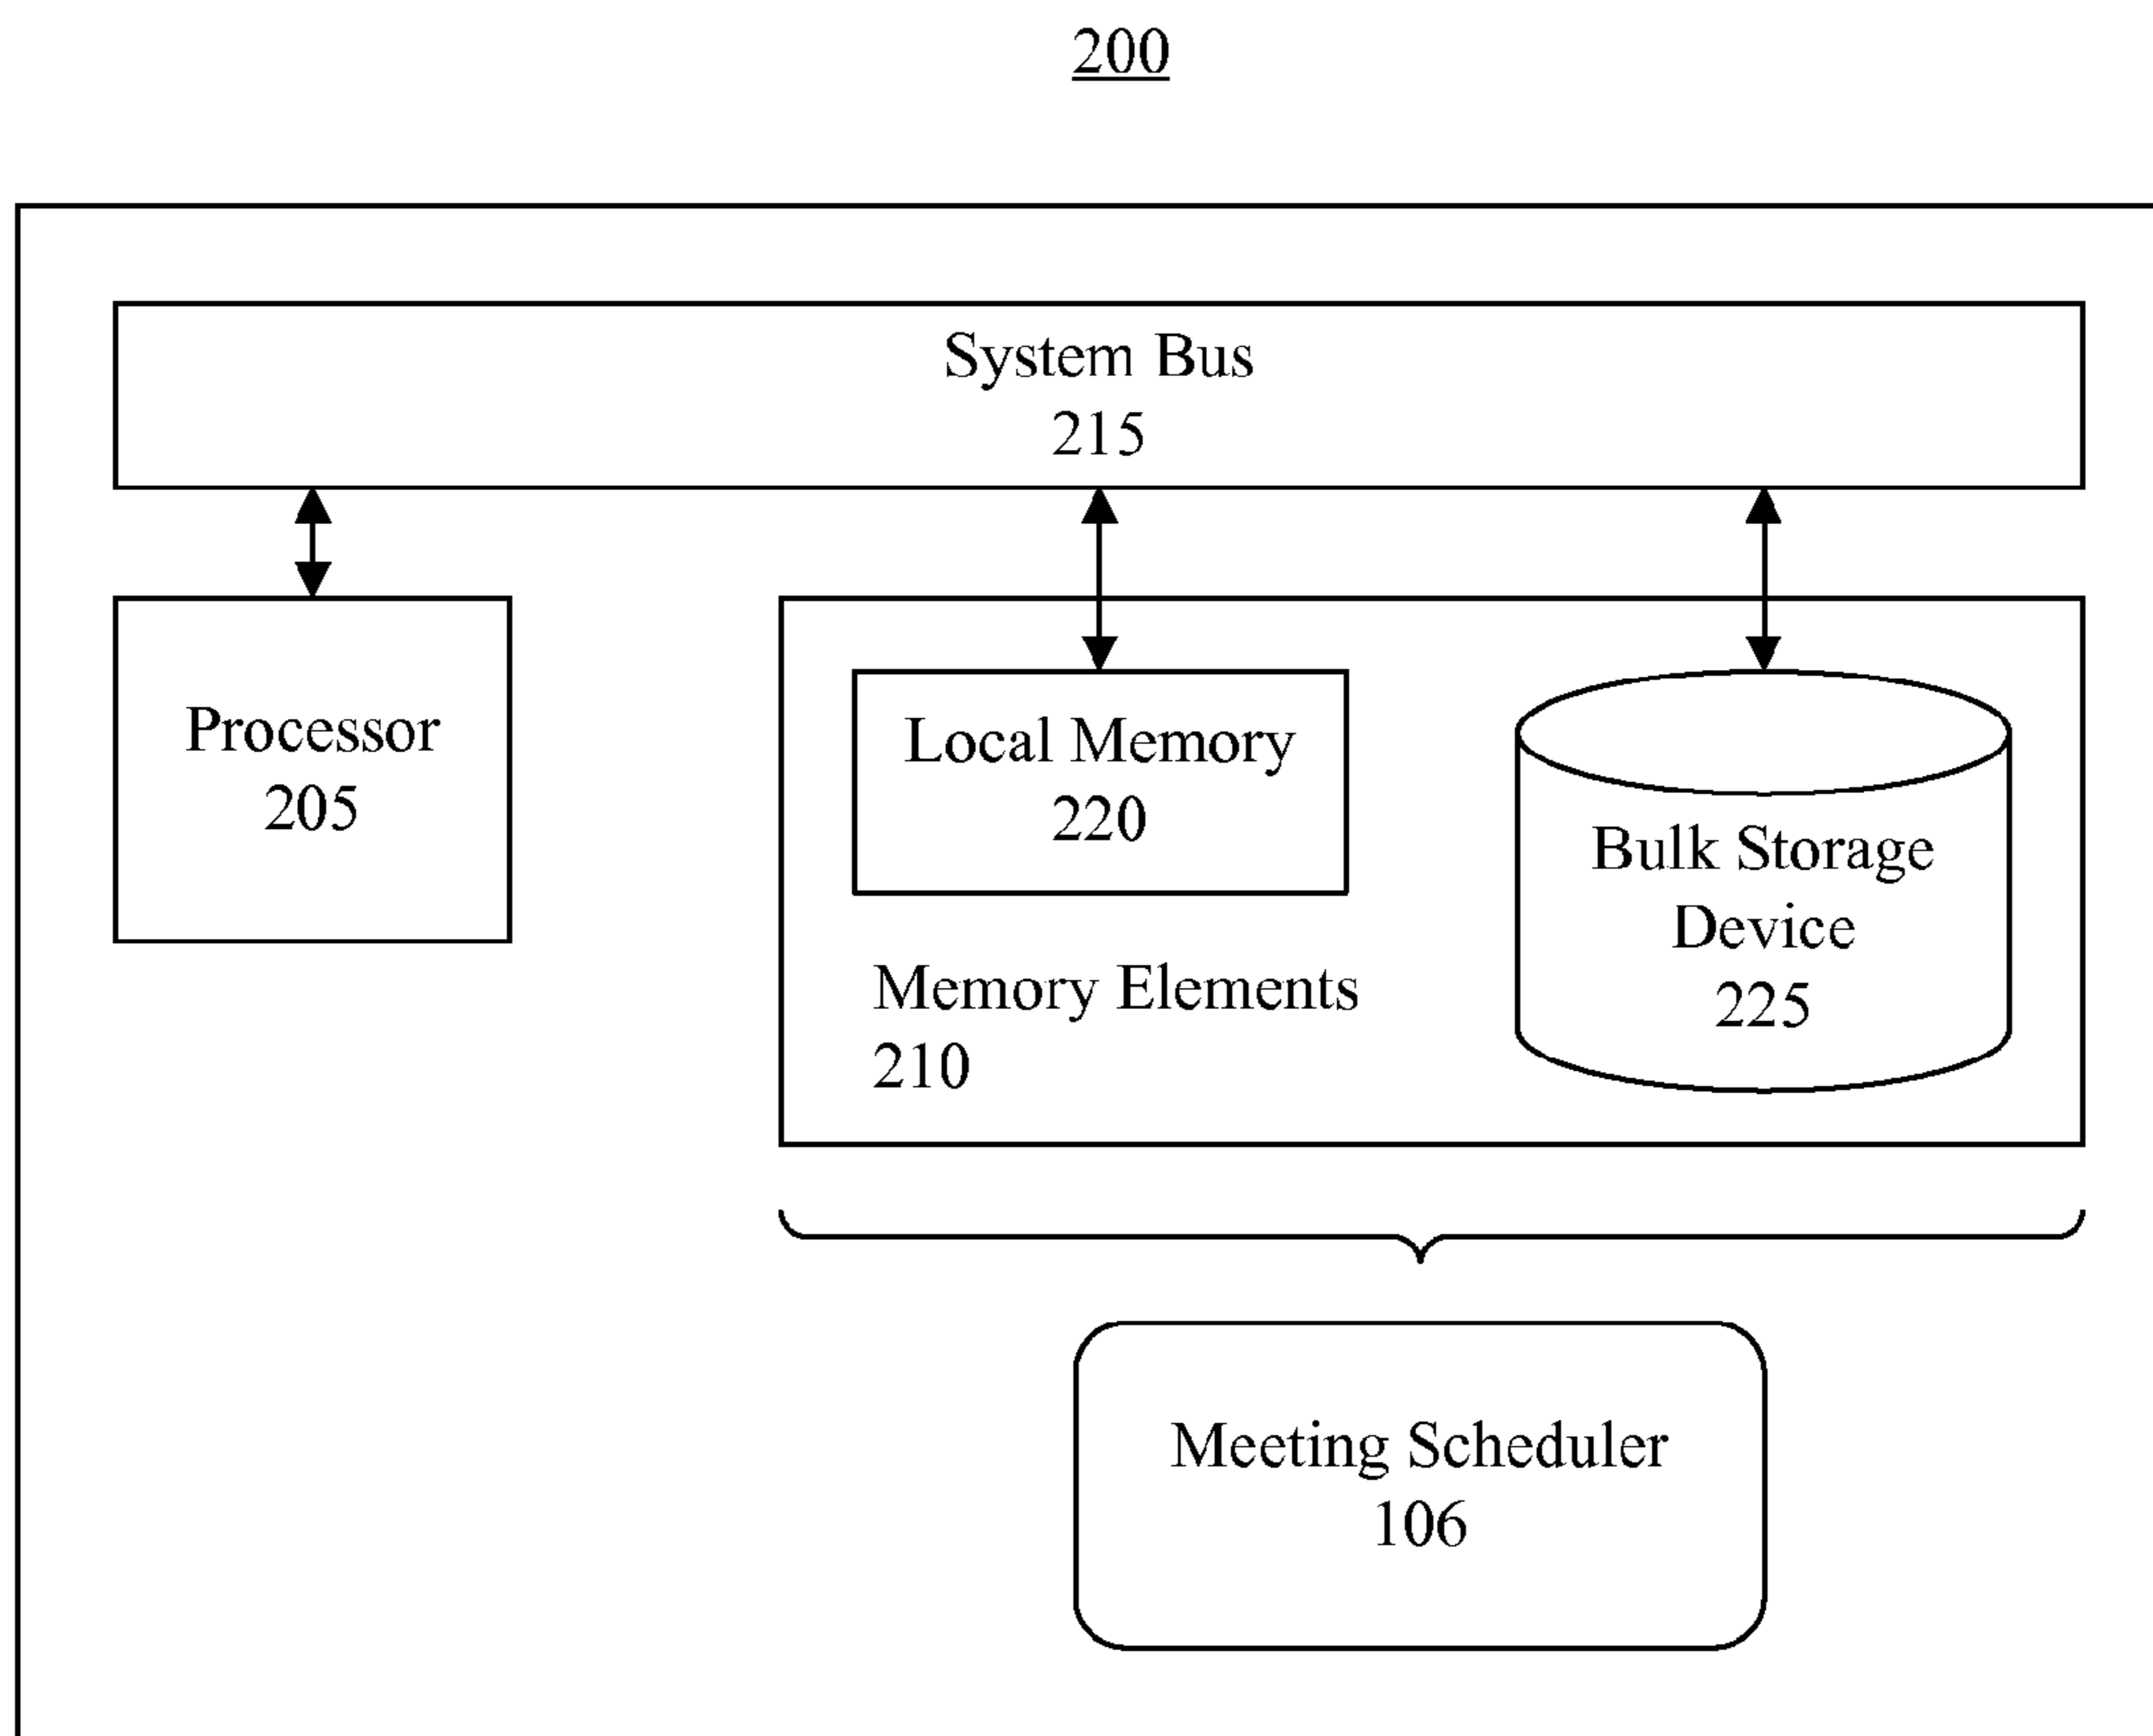 200
System Bus
215
Processor
205
Local Memory
220
Memory Elements
210
Bulk Storage
Device
225
Meeting Scheduler
106